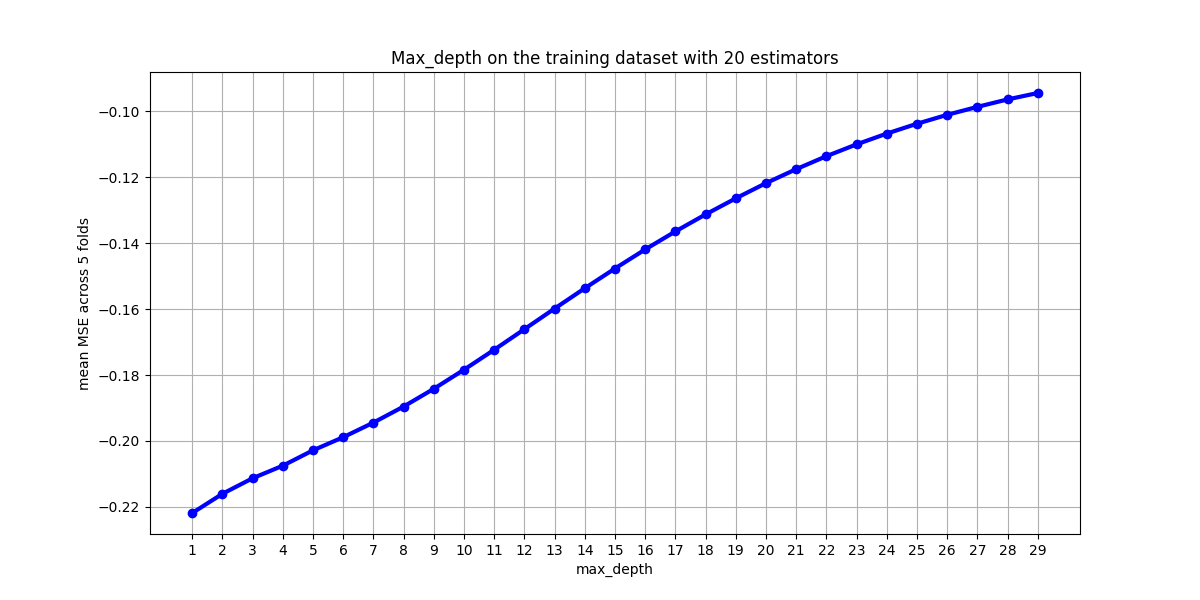 Max_depth on the training dataset with 20 estimators
mean MSE across 5 folds
−0.10
−0.12
−0.14
−0.16
−0.18
−0.20
−0.22
1 2 3 4 5 6 7 8 9 10 11 12 13 14 15 16 17 18 19 20 21 22 23 24 25 26 27 28 29
max_depth